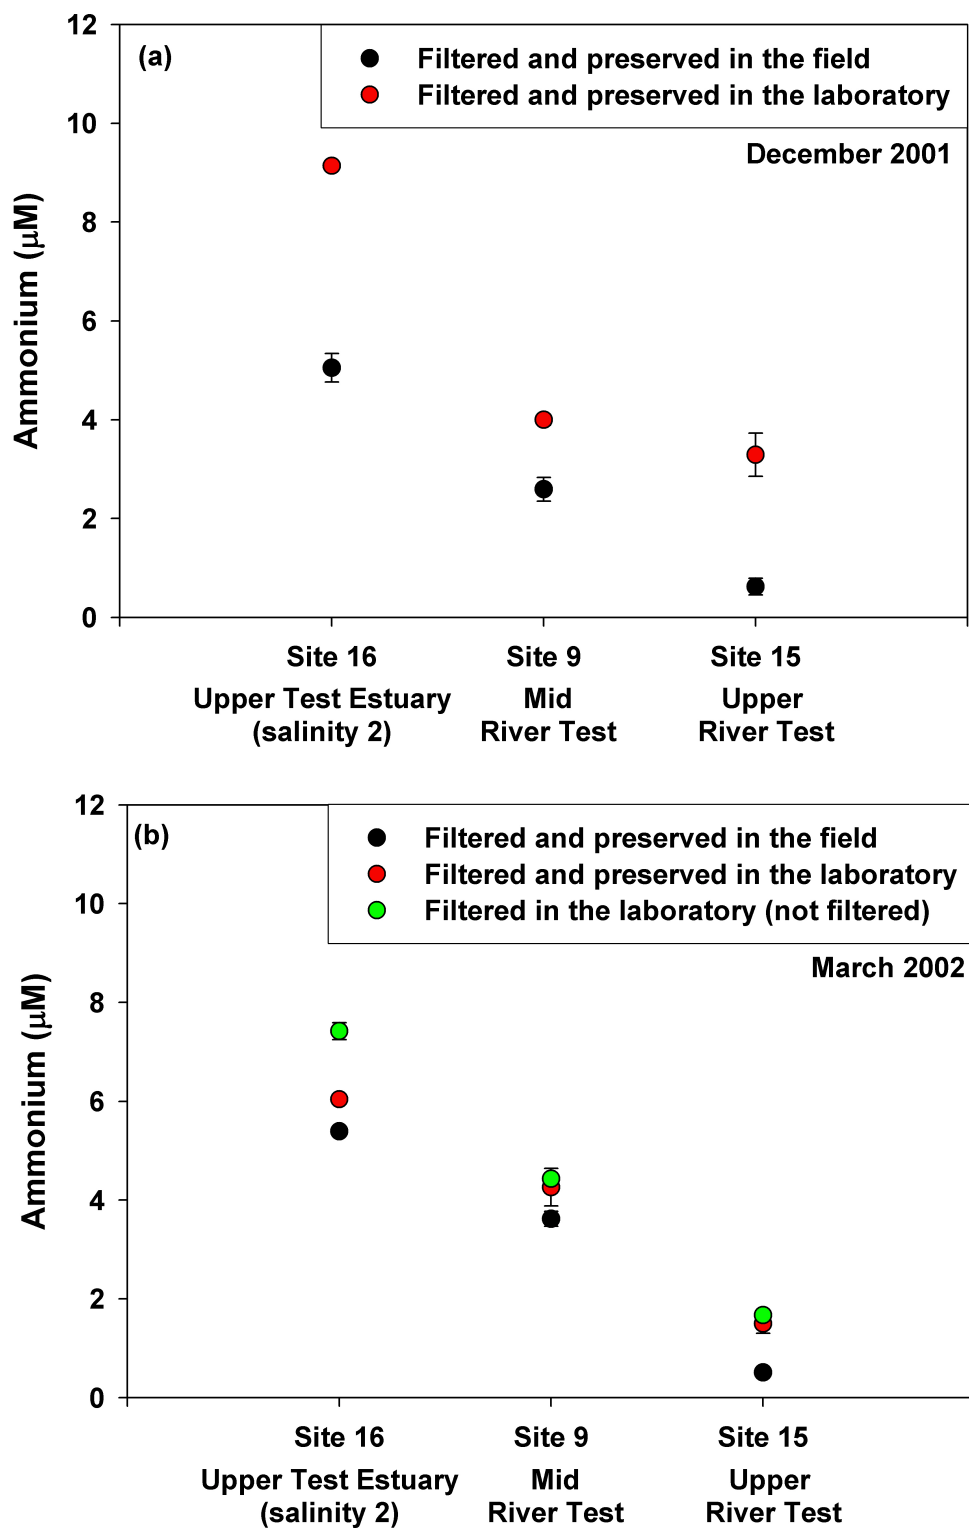 12
(a)
Filtered and preserved in the field
Filtered and preserved in the laboratory
10
December 2001
8
Ammonium (µM)
6
4
2
0
Site 16 Site 9 Site 15
Upper Test Estuary Mid Upper
(salinity 2) River Test River Test
12
(b)
Filtered and preserved in the field
Filtered and preserved in the laboratory
Filtered in the laboratory (not filtered)
10
March 2002
8
Ammonium (µM)
6
4
2
0
Site 16 Site 9 Site 15
Upper Test Estuary Mid Upper
(salinity 2) River Test River Test